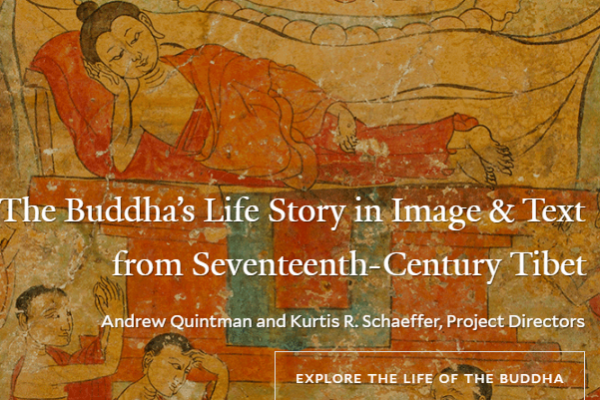 The Buddha's Life Story in Image & Text
from Seventeenth-Century Tibet
Andrew Quintman and Kurtis R. Schaeffer, Project Directors
EXPLORE THE LIFE OF THE BUDDHA